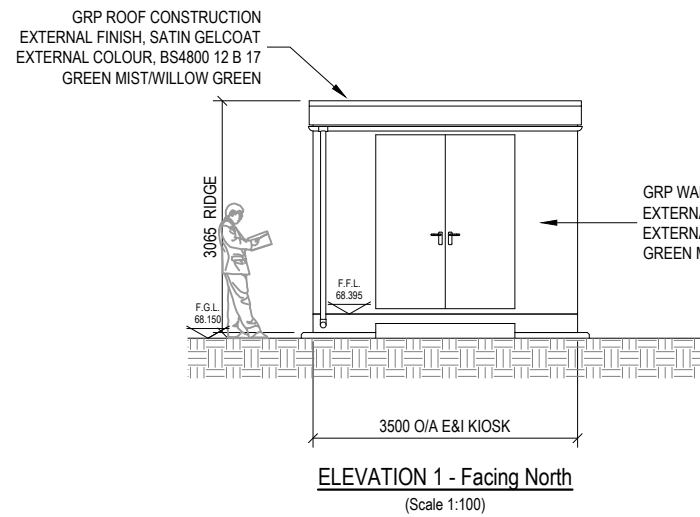 GRP ROOF CONSTRUCTION
EXTERNAL FINISH, SATIN GELCOAT
EXTERNAL COLOUR, BS4800 12 B 17
GREEN MIST/WILLOW GREEN
3065 RIDGE
GRP WA
EXTERNA
EXTERNA
GREEN M
F.F.L.
68.395
F.G.L.
68.150
3500 O/A E&I KIOSK
ELEVATION 1 - Facing North
(Scale 1:100)